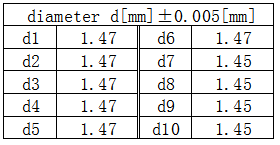 diameter d[mm]±0.005[mm]
d1 1.47 d6 1.47
d2 1.47 d7 1.45
d3 1.47 d8 1.45
d4 1.47 d9 1.45
d5 1.47 d10 1.45